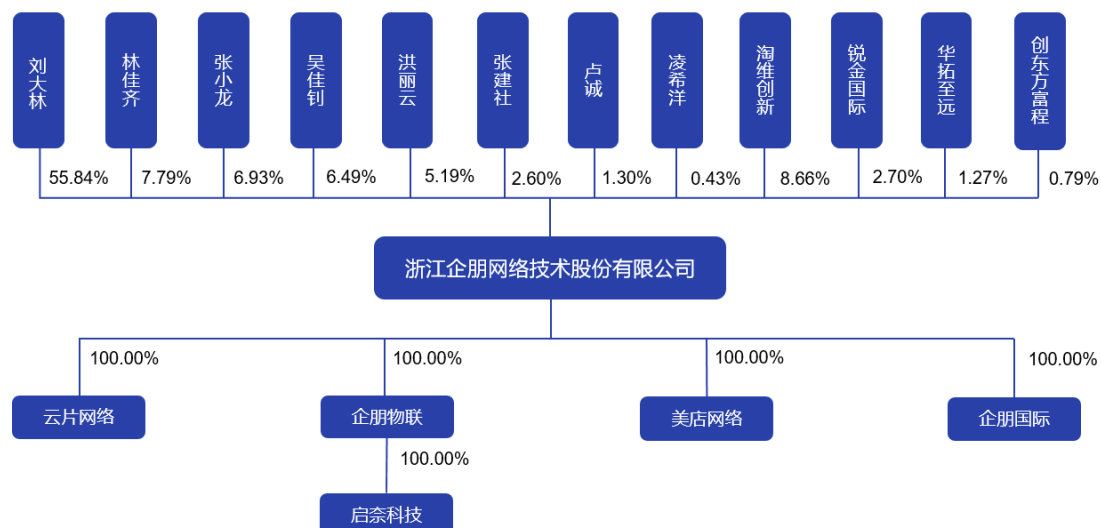 刘大林
林佳齐
张小龙
吴佳钊
洪丽云
张建社
卢诚
凌希洋
淘维创新
锐金国际
华拓至远
创东方富程
55.84%
7.79%
6.93%
6.49%
5.19%
2.60%
1.30%
0.43%
8.66%
2.70%
1.27%
0.79%
浙江企朋网络技术股份有限公司
100.00%
100.00%
100.00%
100.00%
云片网络
企朋物联
美店网络
企朋国际
100.00%
启奈科技